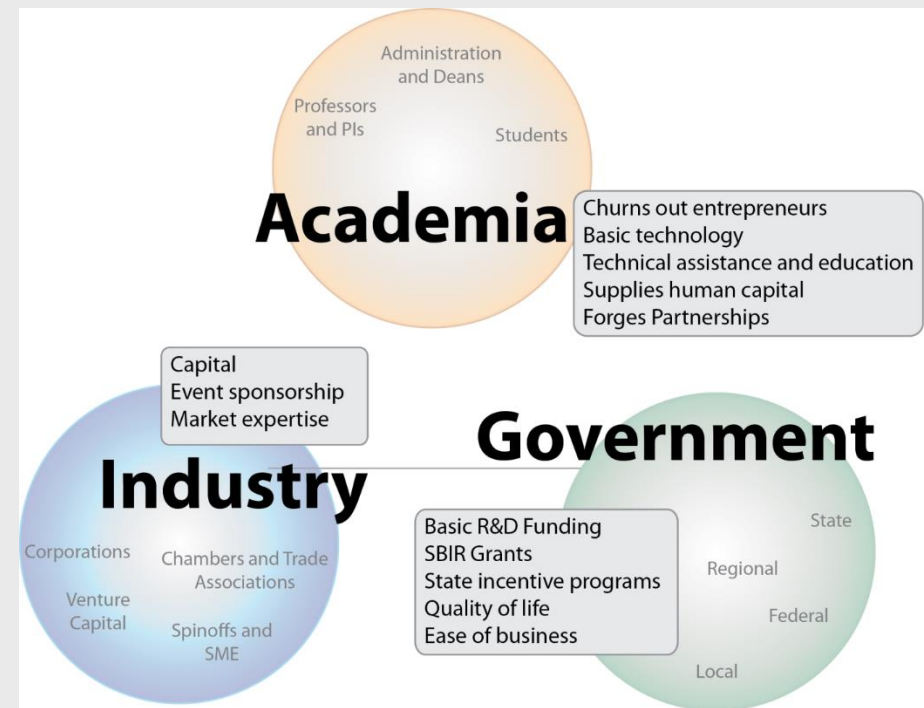 Administration
and Deans
Professors
and PIs
Students
Academia
Churns out entrepreneurs
Basic technology
Technical assistance and education
Supplies human capital
Forges Partnerships
Capital
Event sponsorship
Market expertise
Industry
Corporations
Chambers and Trade
Associations
Venture
Capital
Spinoffs and
SME
Government
Basic R&D Funding
SBIR Grants
State incentive programs
Quality of life
Ease of business
State
Regional
Federal
Local